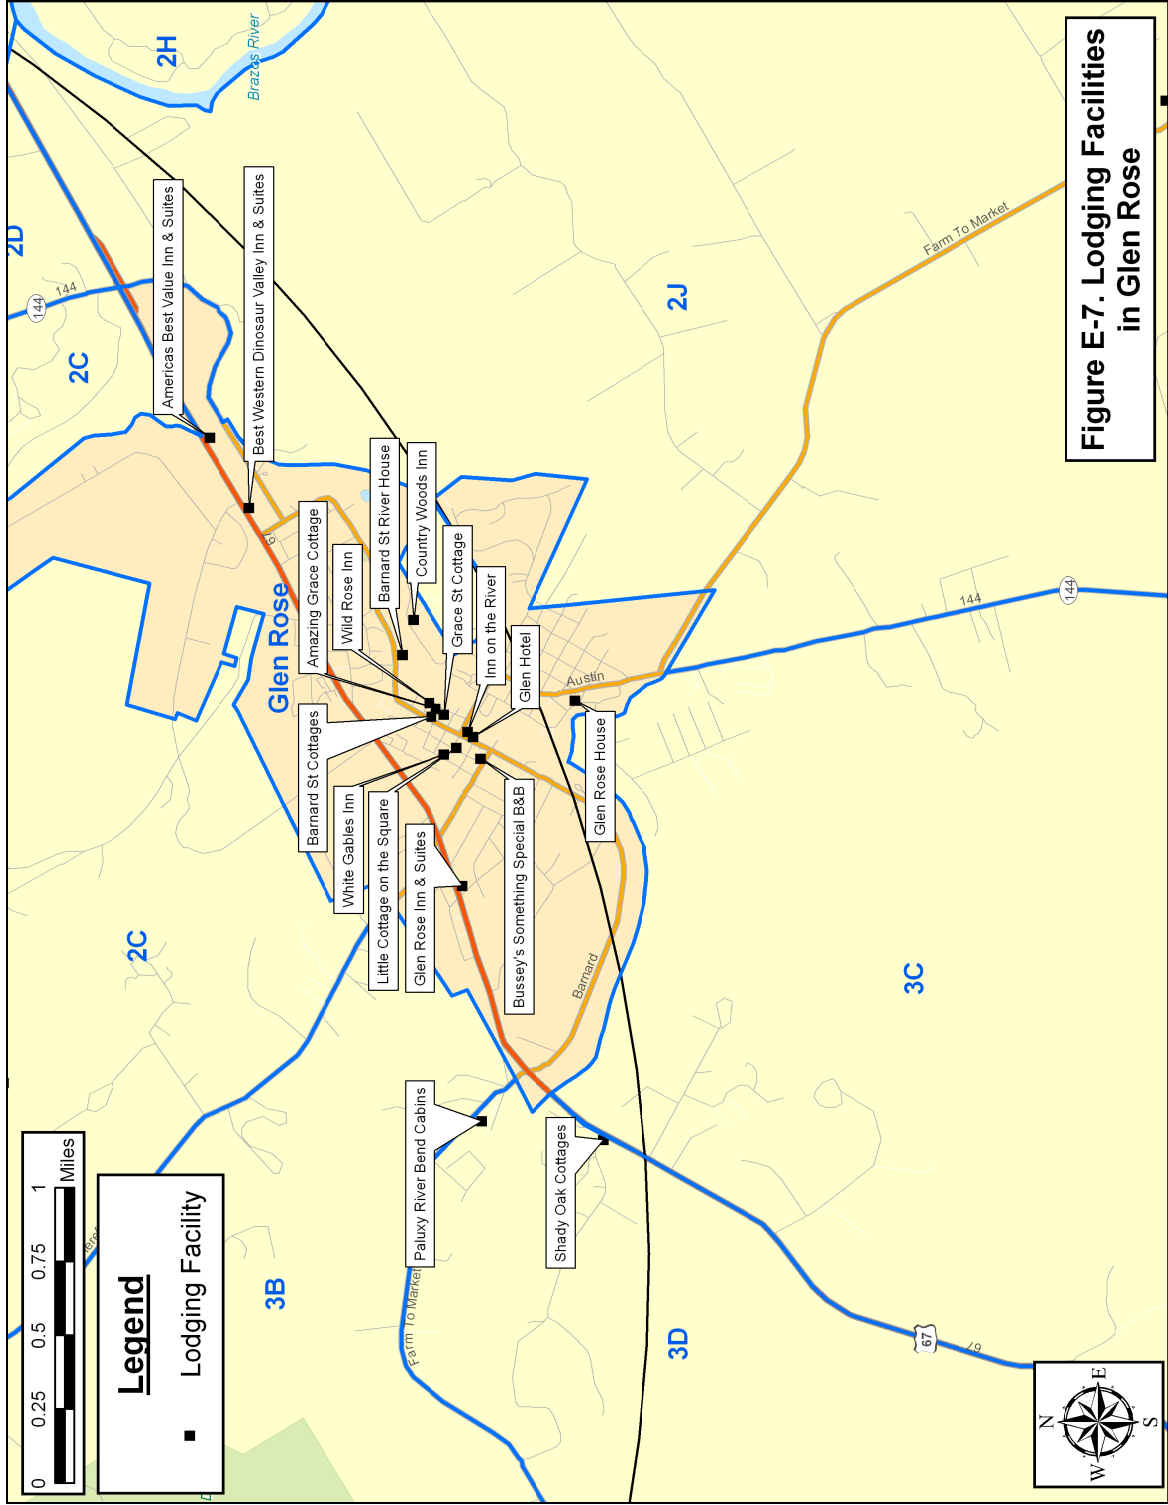 Figure E-7. Lodging Facilities
in Glen Rose
0 0.25 0.5 0.75 1
Miles
Legend
Lodging Facility
N
W E
S
2H
Brazos River
2D
144
144
2C
Americas Best Value Inn & Suites
Best Western Dinosaur Valley Inn & Suites
67
Glen Rose
Amazing Grace Cottage
Wild Rose Inn
Barnard St River House
Country Woods Inn
Grace St Cottage
Inn on the River
Glen Hotel
Barnard St Cottages
White Gables Inn
Little Cottage on the Square
Glen Rose Inn & Suites
Bussey's Something Special B&B
Glen Rose House
Austin
Barnard
2J
Farm To Market
144
144
2C
3C
Paluxy River Bend Cabins
Shady Oak Cottages
Farm To Market
3B
3D
67
67